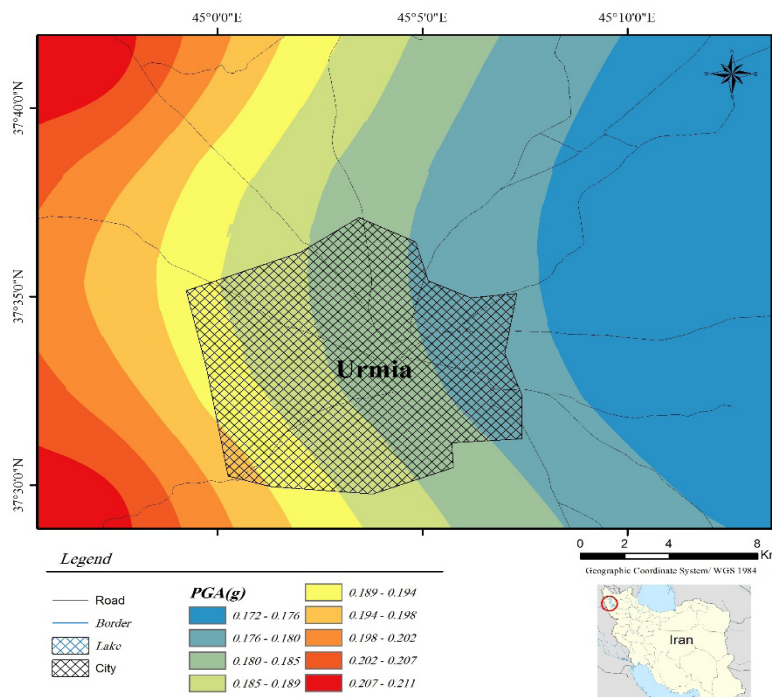 45°0'0"E 45°5'0"E 45°10'0"E
37°40'0"N
37°35'0"N
37°30'0"N
Urmia
Legend
Road
Border
Lake
City
PGA(g)
0.172 - 0.176
0.176 - 0.180
0.180 - 0.185
0.185 - 0.189
0.189 - 0.194
0.194 - 0.198
0.198 - 0.202
0.202 - 0.207
0.207 - 0.211
0 2 4 8
Km
Geographic Coordinate System/ WGS 1984
Iran